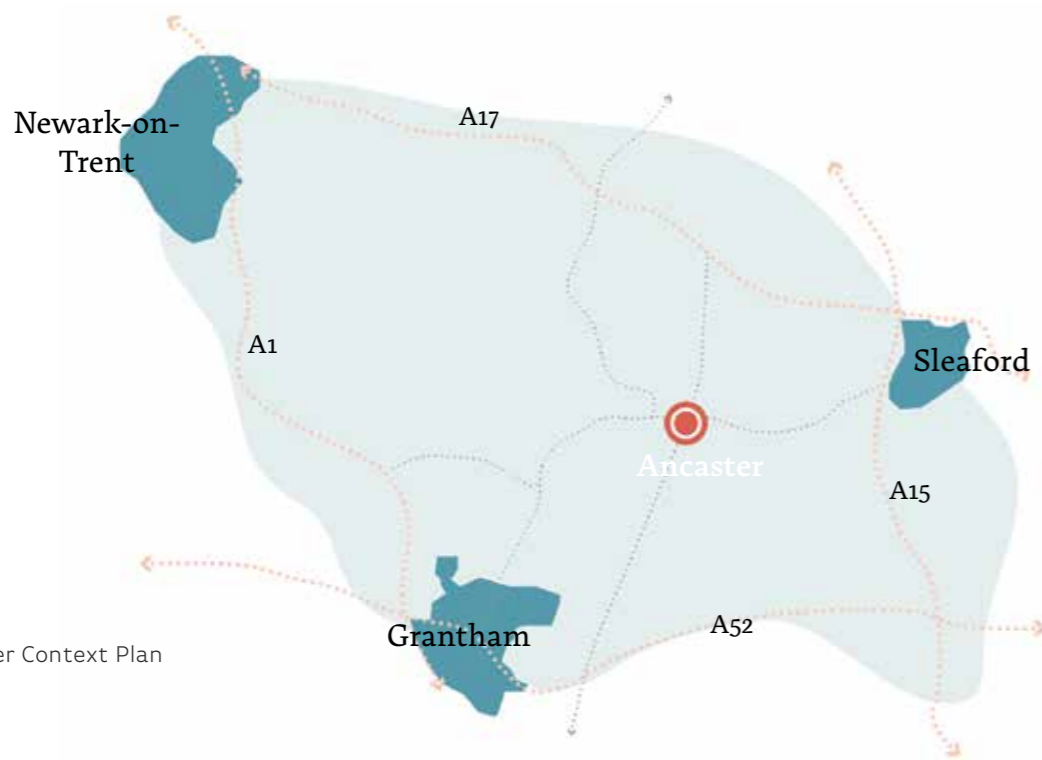 Newark-on-
Trent
A17
A1
Sleaford
Ancaster
A15
A52
Grantham
er Context Plan